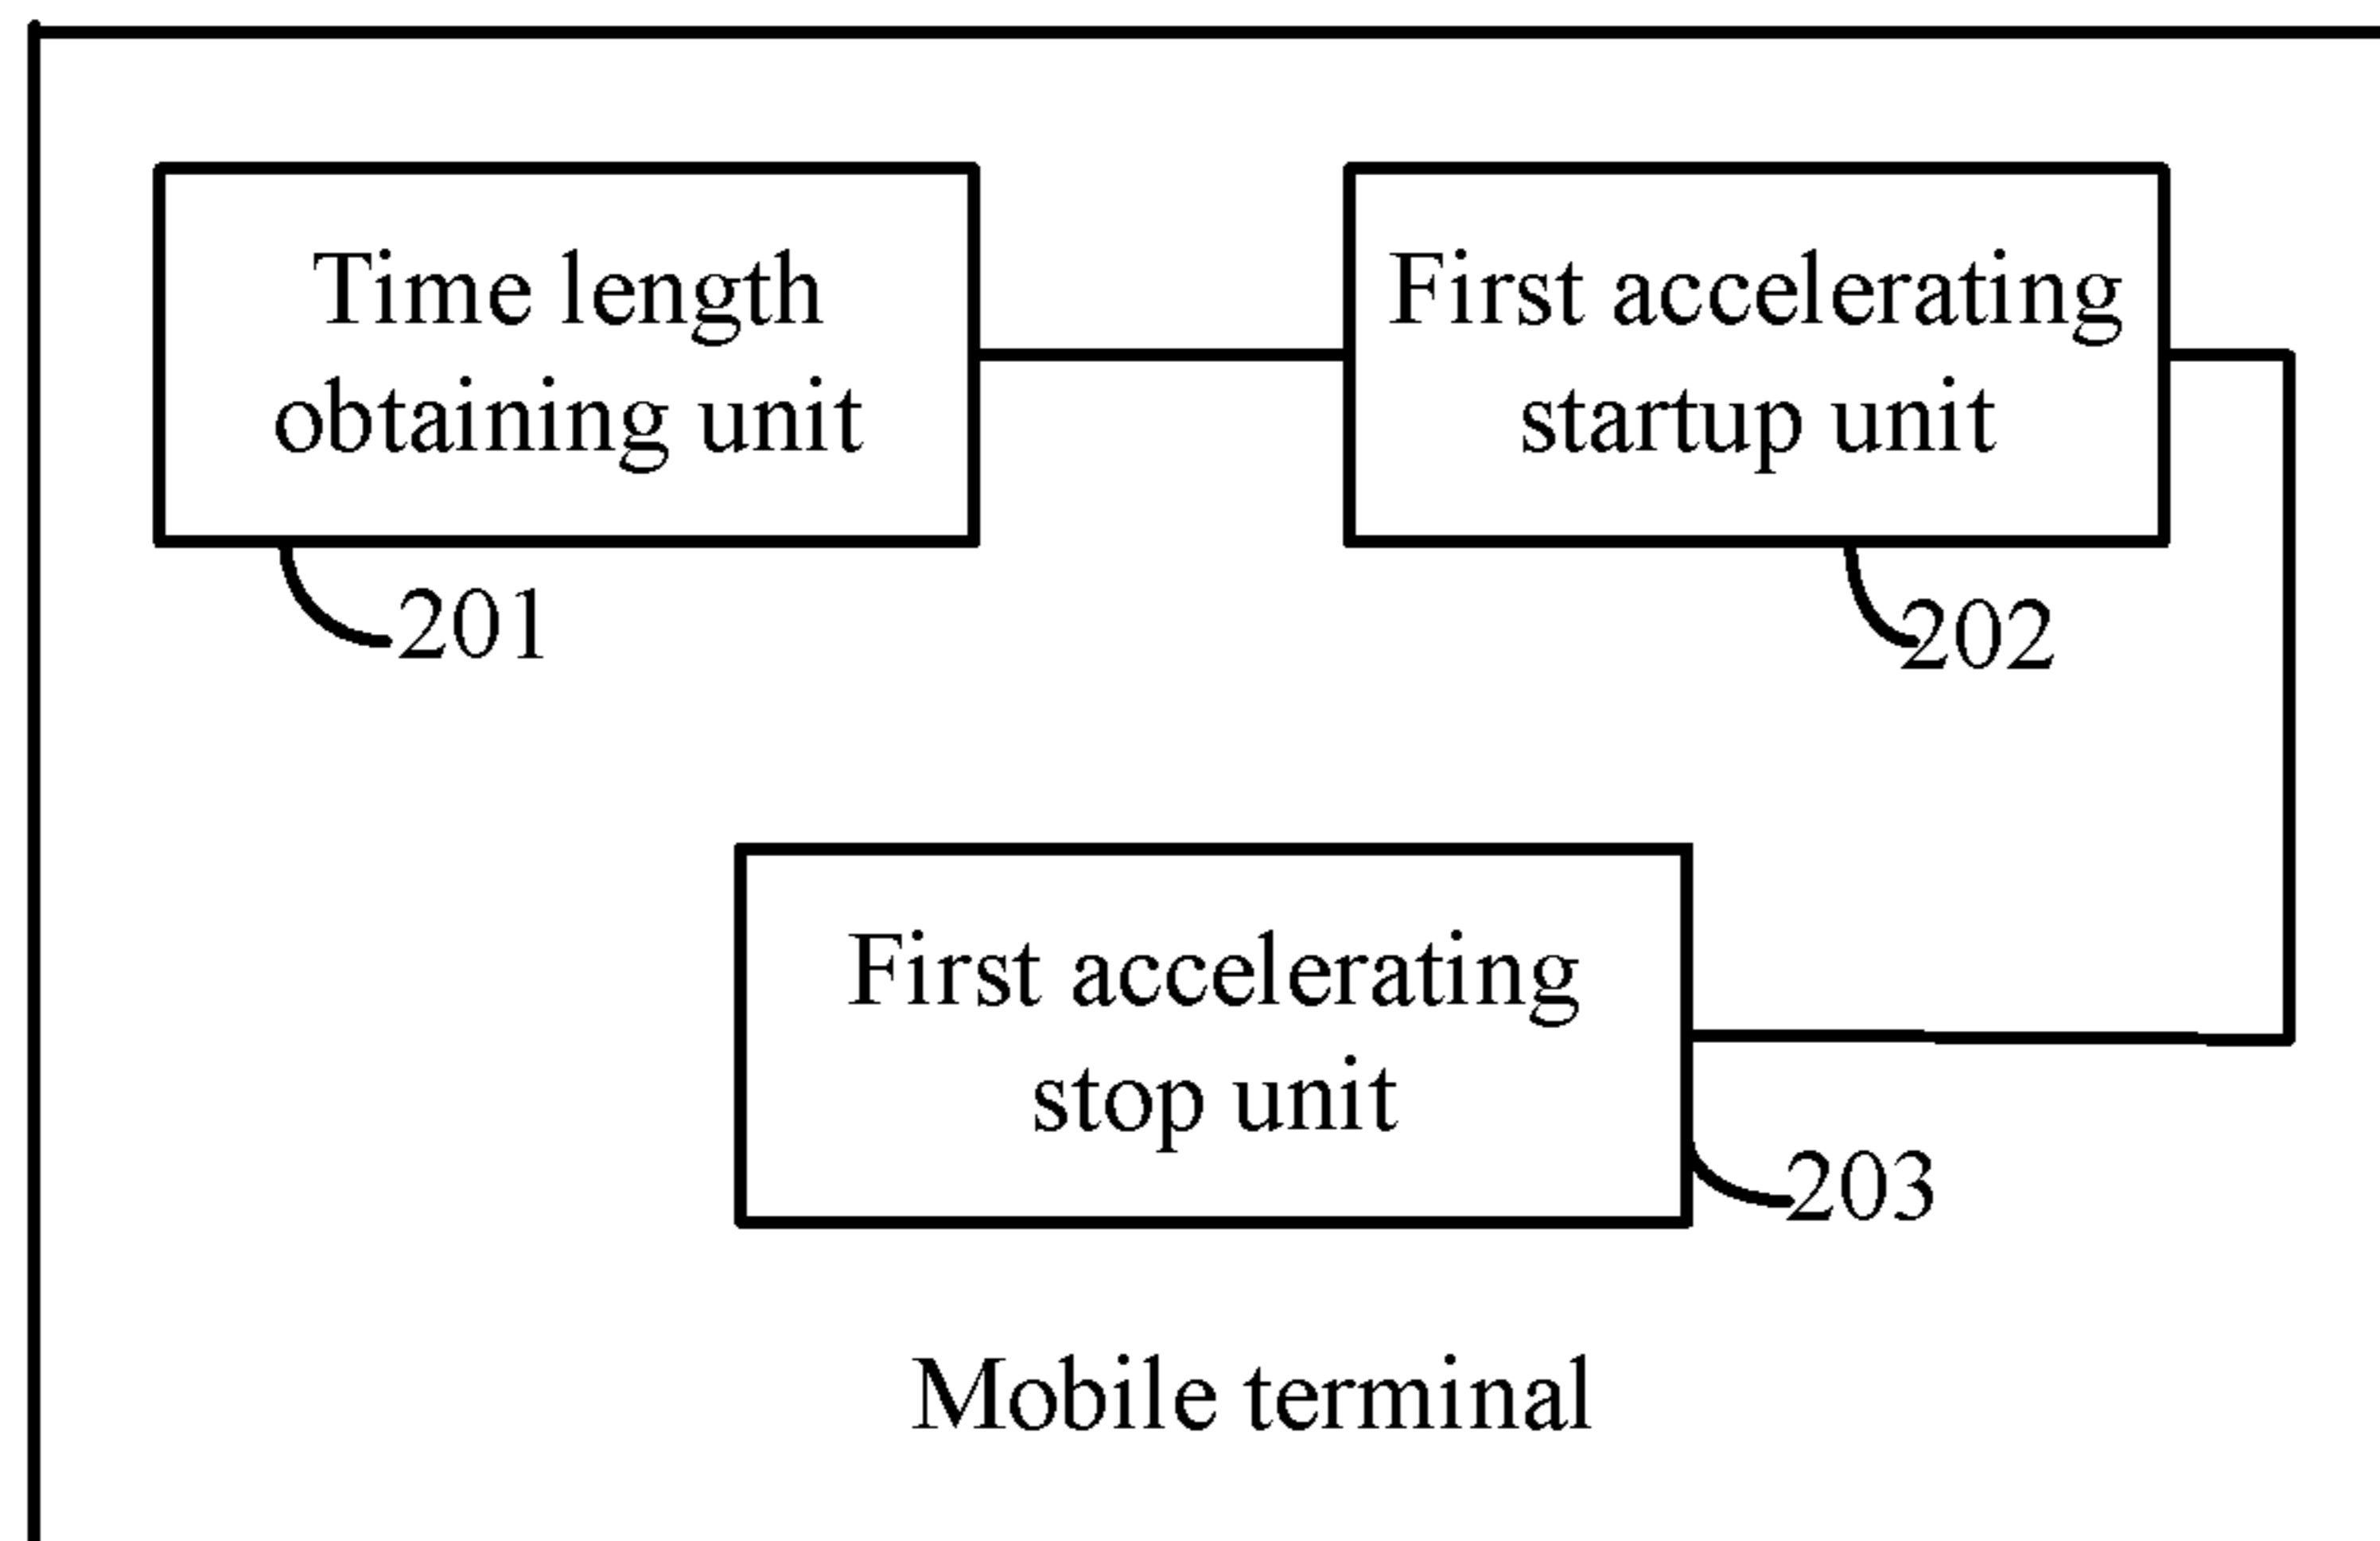 Time length
obtaining unit
201
First accelerating
startup unit
202
First accelerating
stop unit
203
Mobile terminal